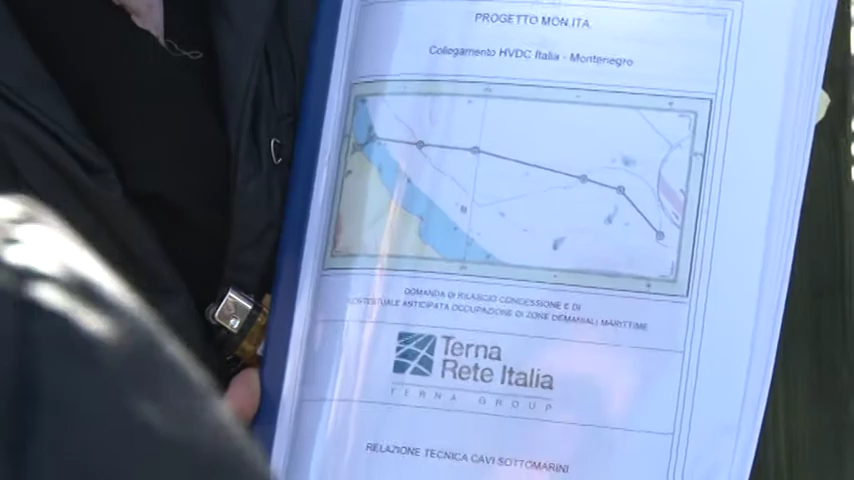 PROGETTO MON.ITA
Collegamento HVDC Italia - Montenegro
DOMANDA DI RILASCIO CONCESSIONE E DI
CONTESTUALE ANTICIPATA OCCUPAZIONE DI ZONE DEMANIALI MARITTIME
Terna
Rete Italia
TERNA GROUP
RELAZIONE TECNICA CAVI SOTTOMARINI